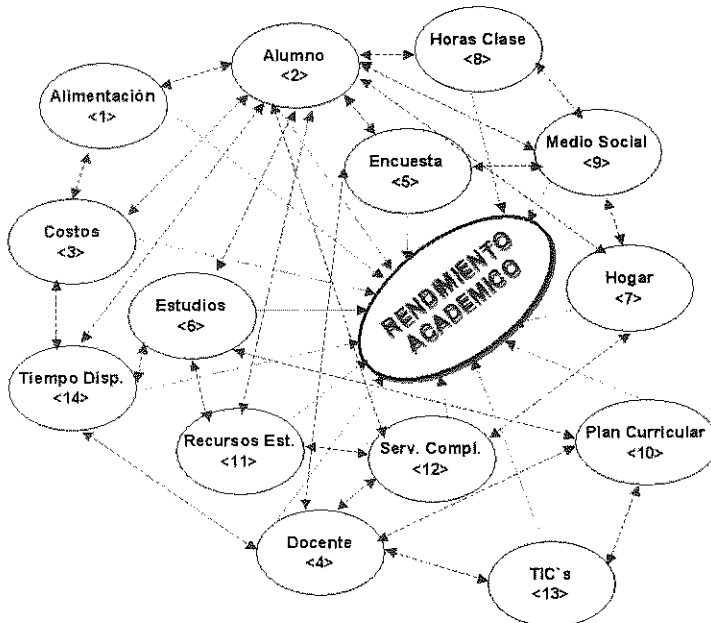 Alumno
<2>
Horas Clase
<8>
Alimentación
<1>
Encuesta
<5>
Medio Social
<9>
Costos
<3>
RENDIMIENTO
ACADEMICO
Hogar
<7>
Estudios
<6>
Tiempo Disp.
<14>
Recursos Est.
<11>
Serv. Compl.
<12>
Plan Curricular
<10>
Docente
<4>
TIC`s
<13>